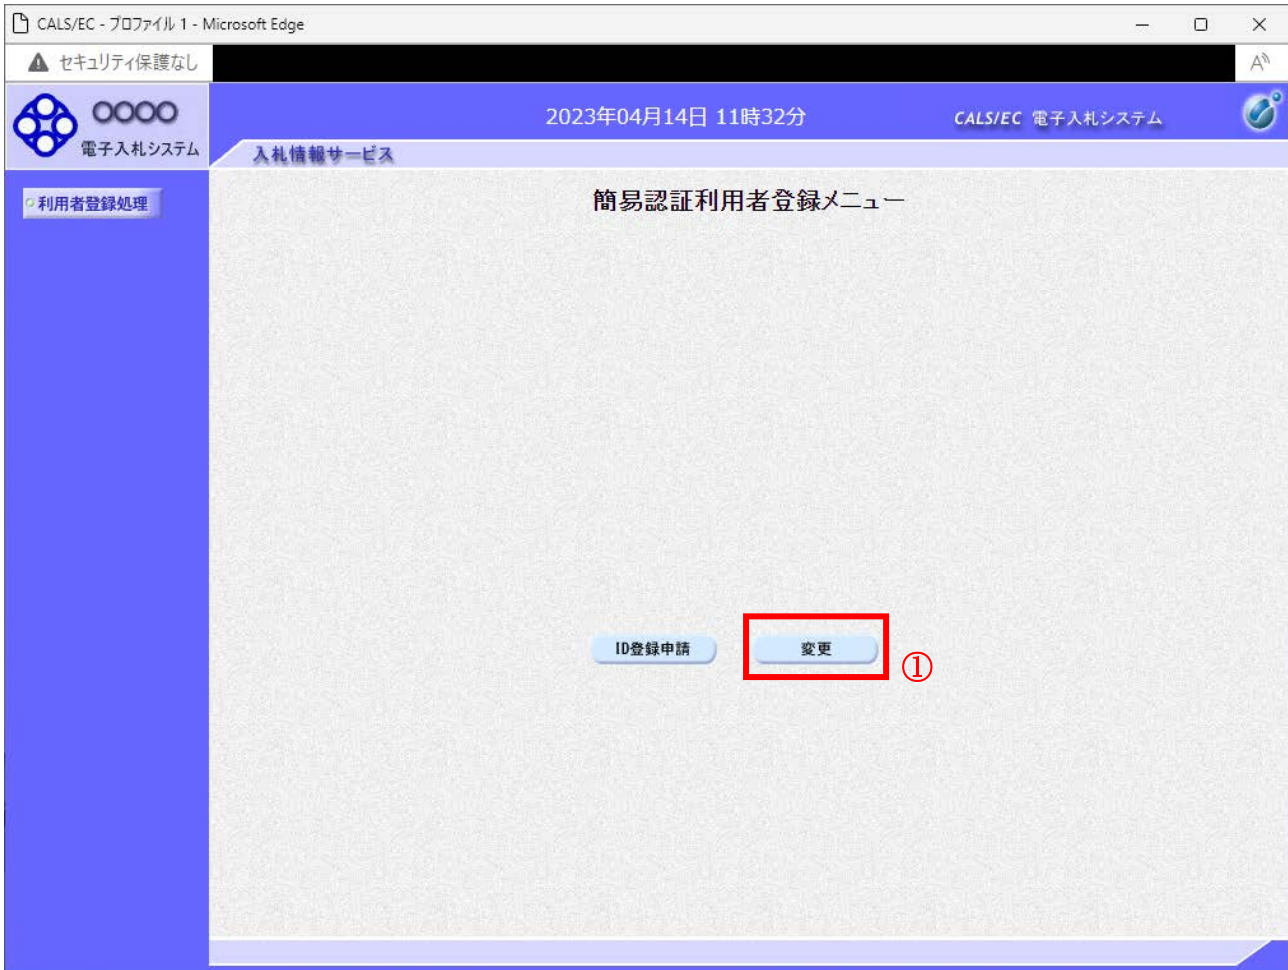 CALS/EC - プロファイル 1 - Microsoft Edge
セキュリティ保護なし
〇〇〇〇
電子入札システム
2023年04月14日 11時32分
CALS/EC 電子入札システム
入札情報サービス
利用者登録処理
簡易認証利用者登録メニュー
ID登録申請
変更
①